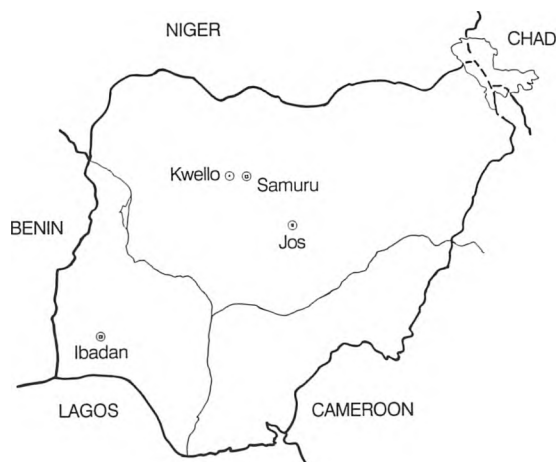 NIGER
CHAD
Kwello
Samuru
Jos
BENIN
Ibadan
LAGOS
CAMEROON